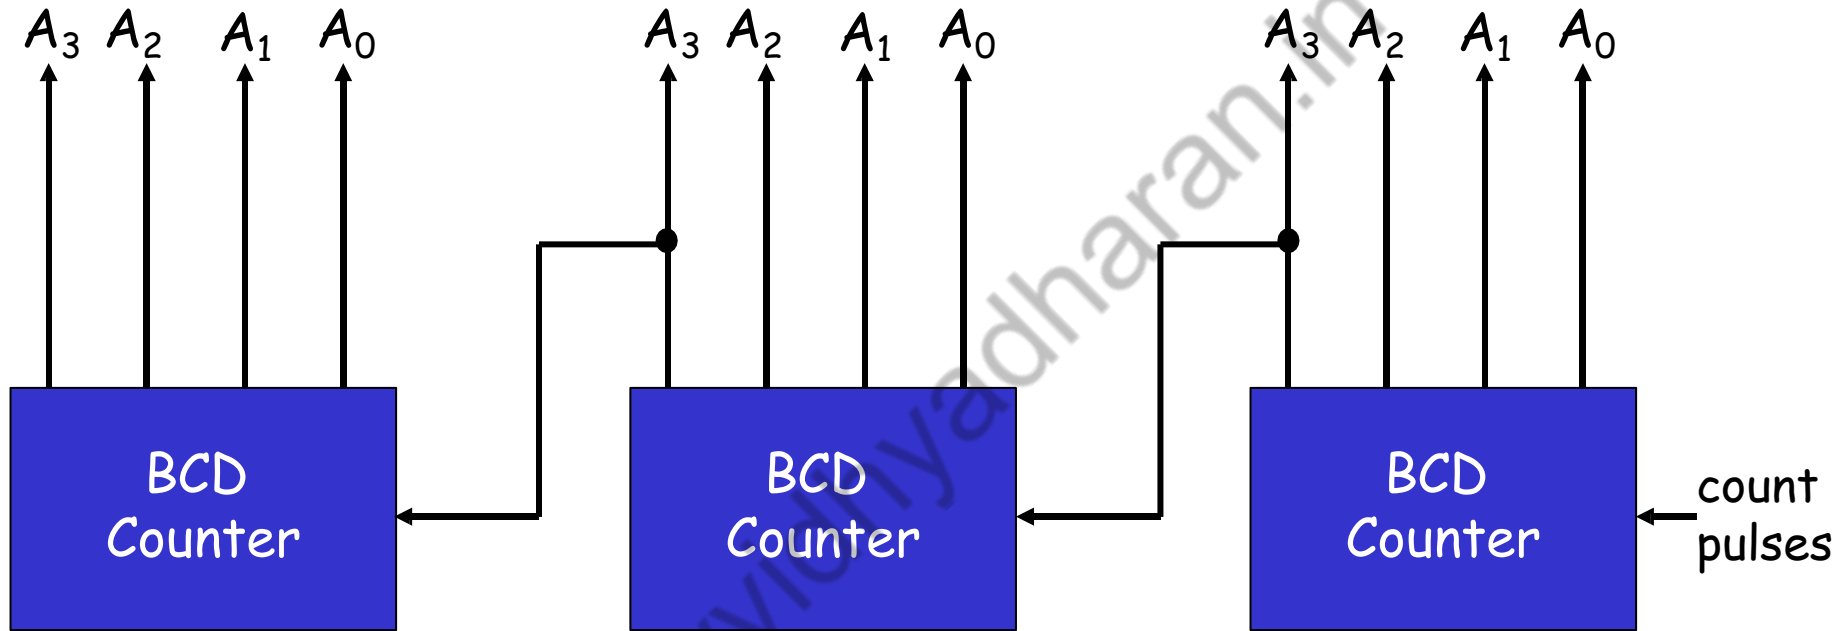 A3 A2 A1 A0 A3 A2 A1 A0 A3 A2 A1 A0
BCD
Counter
BCD
Counter
BCD
Counter
count
pulses
vidhyadharan.in